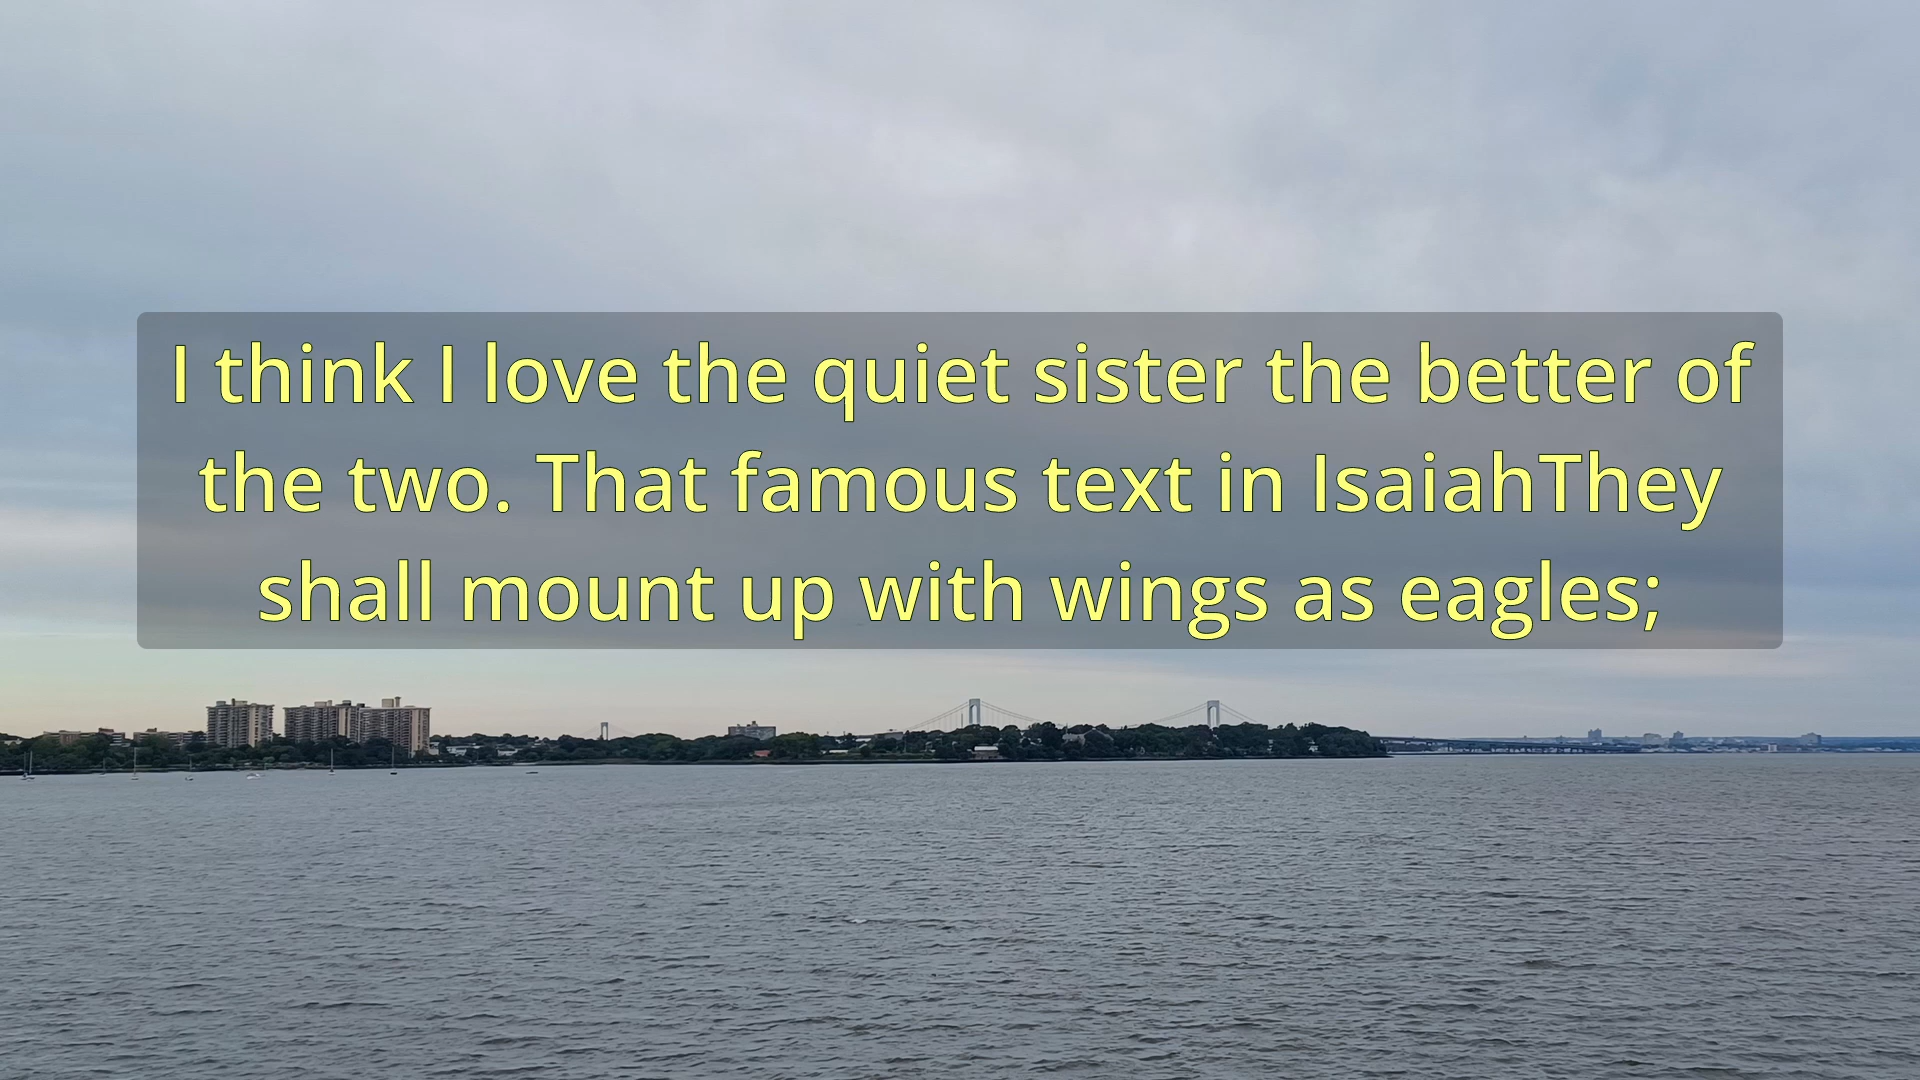 I think I love the quiet sister the better of
the two. That famous text in IsaiahThey
shall mount up with wings as eagles;